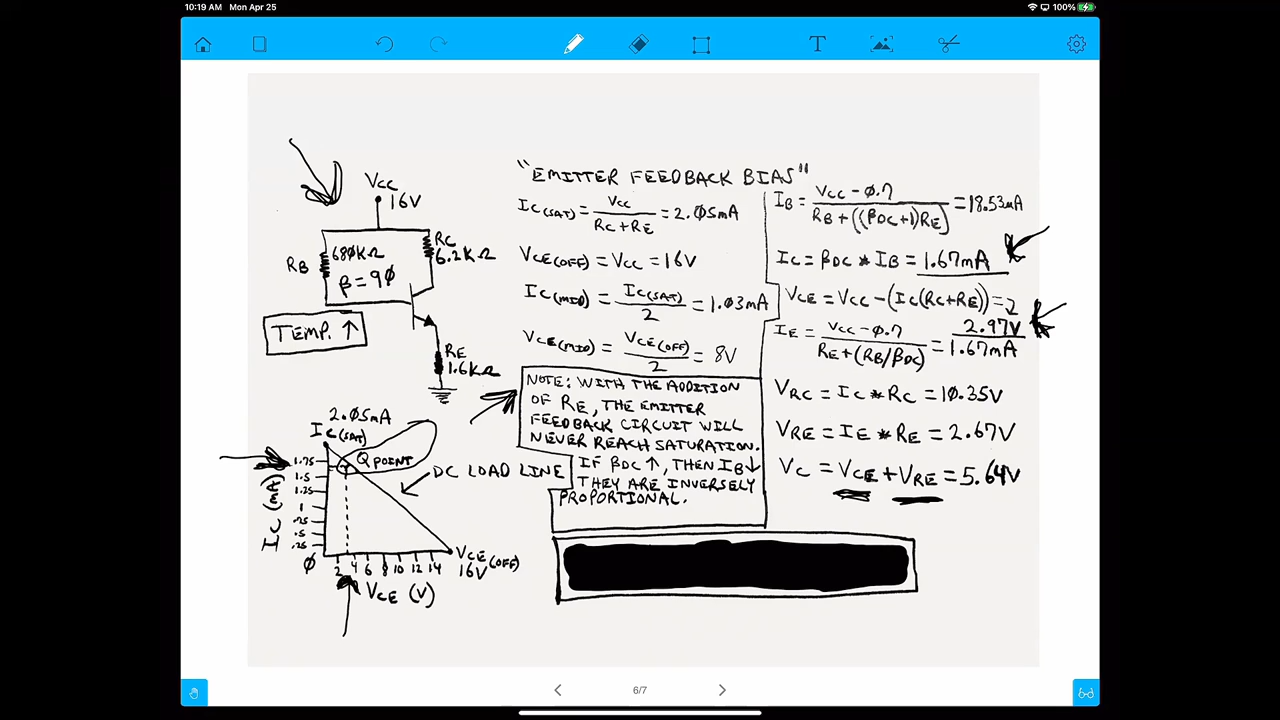 10:19 AM Mon Apr 25
100%
"EMITTER FEEDBACK BIAS"
VCC
16V
RB
680kΩ
β = 90
RC
6.2kΩ
TEMP. ↑
RE
1.6kΩ
IC(SAT) = VCC / RC + RE = 2.05mA
VCE(OFF) = VCC = 16V
IC(MID) = IC(SAT) / 2 = 1.03mA
VCE(MID) = VCE(OFF) / 2 = 8V
NOTE: WITH THE ADDITION
OF RE, THE EMITTER
FEEDBACK CIRCUIT WILL
NEVER REACH SATURATION.
IF βDC ↑, THEN IB ↓
THEY ARE INVERSELY
PROPORTIONAL.
IB = VCC - 0.7 / RB + ((βDC + 1)RE) = 18.53mA
IC = βDC * IB = 1.67mA
VCE = VCC - (IC(RC + RE)) =
2.97V
IE = VCC - 0.7 / RE + (RB/βDC) = 1.67mA
VRC = IC * RC = 10.35V
VRE = IE * RE = 2.67V
VC = VCE + VRE = 5.64V
2.05mA
IC(SAT)
Q POINT
DC LOAD LINE
IC (mA)
1.75
1.5
1.25
1
.75
.5
.25
0
2 4 6 8 10 12 14
VCE(OFF)
16V
VCE (V)
6/7